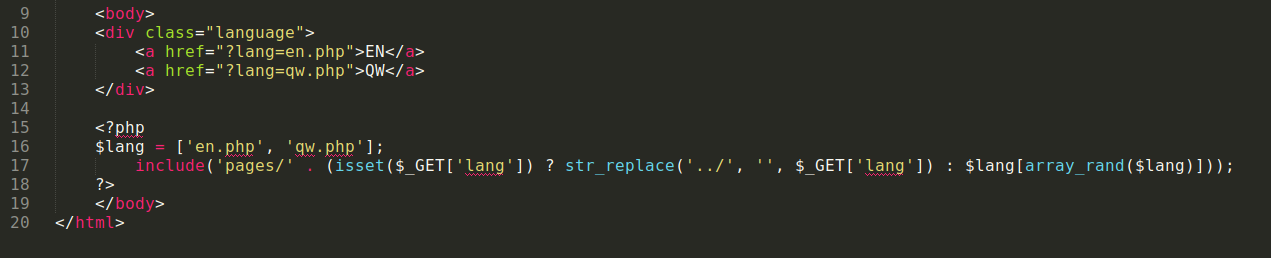 9 <body>
10 <div class="language">
11 <a href="?lang=en.php">EN</a>
12 <a href="?lang=qw.php">QW</a>
13 </div>
14
15 <?php
16 $lang = ['en.php', 'qw.php'];
17 include('pages/' . (isset($_GET['lang']) ? str_replace('../', '', $_GET['lang']) : $lang[array_rand($lang)]));
18 ?>
19 </body>
20 </html>